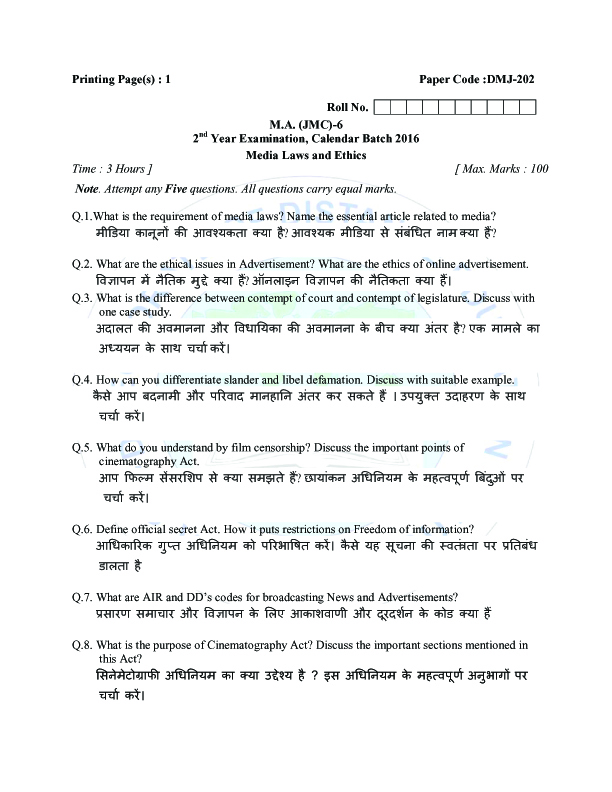 Printing Page(s) : 1 Paper Code :DMJ-202
Roll No.
M.A. (JMC)-6
2nd Year Examination, Calendar Batch 2016
Media Laws and Ethics
Time : 3 Hours ] [ Max. Marks : 100
Note. Attempt any Five questions. All questions carry equal marks.
Q.1.What is the requirement of media laws? Name the essential article related to media?
मीडिया कानूनों की आवश्यकता क्या है? आवश्यक मीडिया से संबंधित नाम क्या हैं?
Q.2. What are the ethical issues in Advertisement? What are the ethics of online advertisement.
विज्ञापन में नैतिक मुद्दे क्या हैं? ऑनलाइन विज्ञापन की नैतिकता क्या हैं।
Q.3. What is the difference between contempt of court and contempt of legislature. Discuss with
one case study.
अदालत की अवमानना और विधायिका की अवमानना के बीच क्या अंतर है? एक मामले का
अध्ययन के साथ चर्चा करें।
Q.4. How can you differentiate slander and libel defamation. Discuss with suitable example.
कैसे आप बदनामी और परिवाद मानहानि अंतर कर सकते हैं । उपयुक्त उदाहरण के साथ
चर्चा करें।
Q.5. What do you understand by film censorship? Discuss the important points of
cinematography Act.
आप फिल्म सेंसरशिप से क्या समझते हैं? छायांकन अधिनियम के महत्वपूर्ण बिंदुओं पर
चर्चा करें।
Q.6. Define official secret Act. How it puts restrictions on Freedom of information?
आधिकारिक गुप्त अधिनियम को परिभाषित करें। कैसे यह सूचना की स्वतंत्रता पर प्रतिबंध
डालता है
Q.7. What are AIR and DD’s codes for broadcasting News and Advertisements?
प्रसारण समाचार और विज्ञापन के लिए आकाशवाणी और दूरदर्शन के कोड क्या हैं
Q.8. What is the purpose of Cinematography Act? Discuss the important sections mentioned in
this Act?
सिनेमेटोग्राफी अधिनियम का क्या उद्देश्य है ? इस अधिनियम के महत्वपूर्ण अनुभागों पर
चर्चा करें।